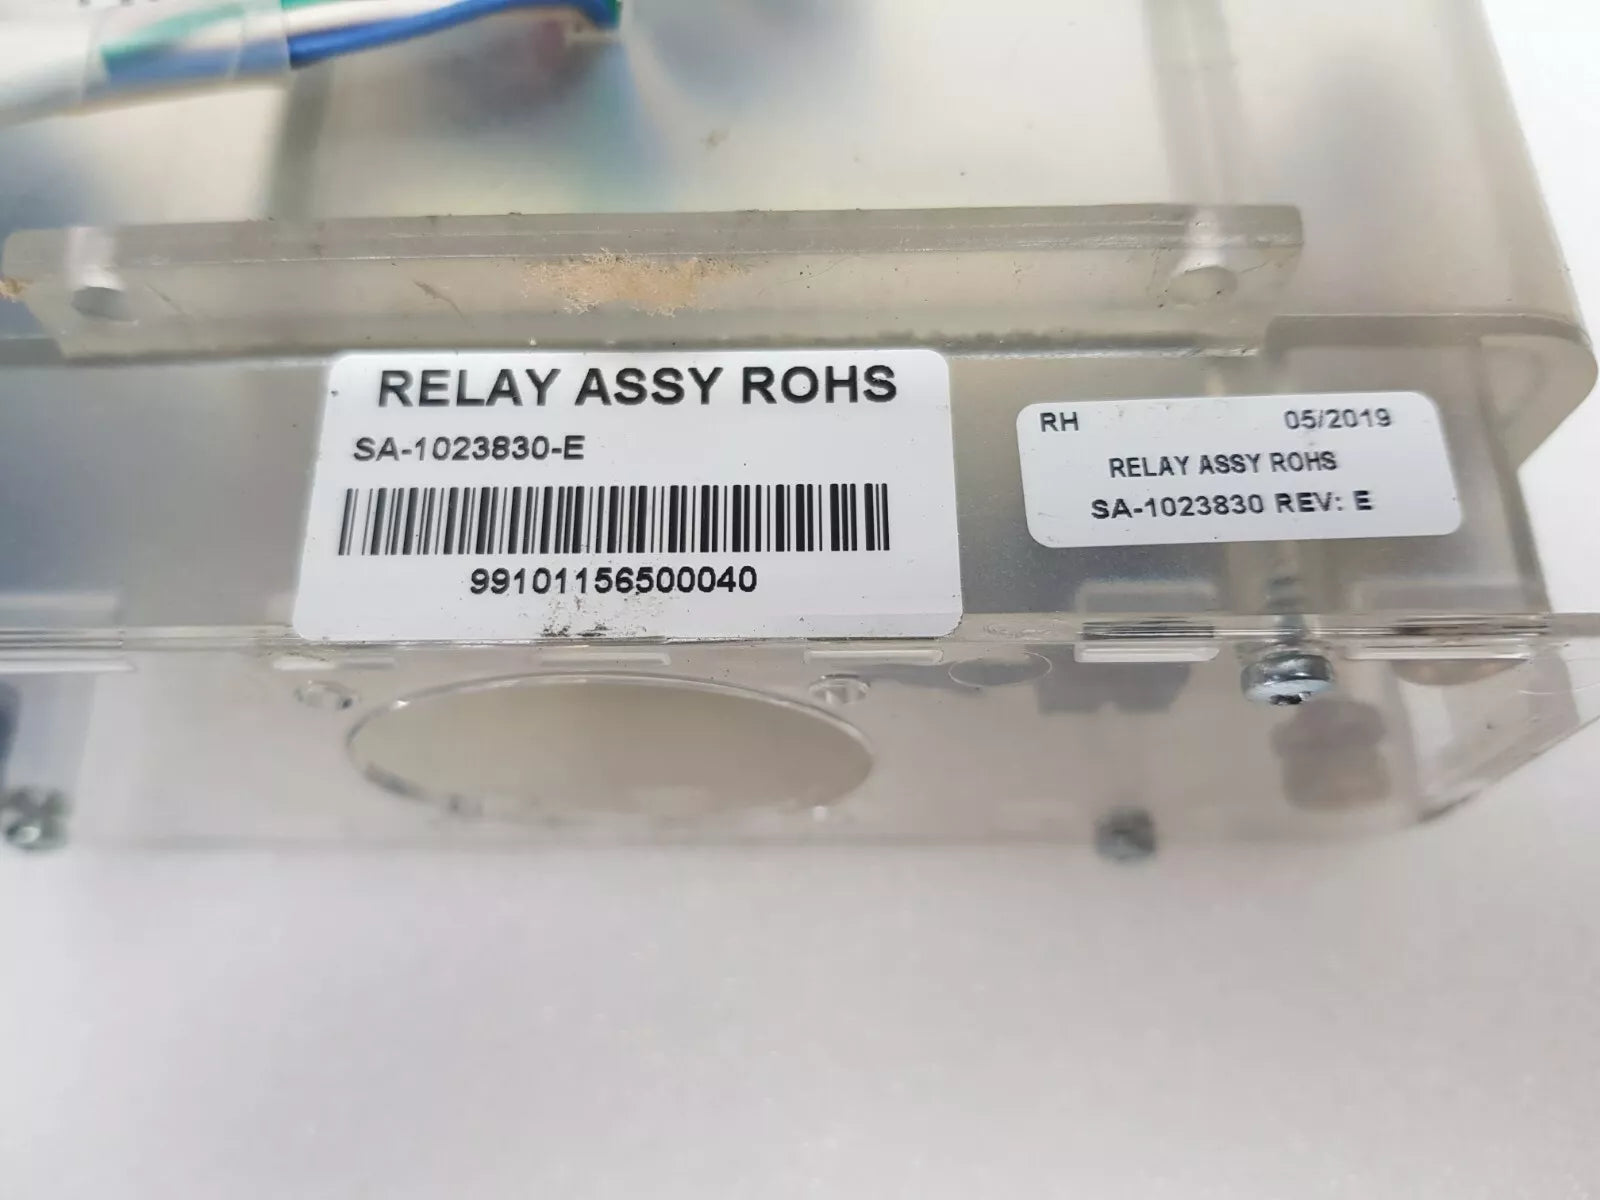 RELAY ASSY ROHS
SA-1023830-E
99101156500040
RH 05/2019
RELAY ASSY ROHS
SA-1023830 REV: E